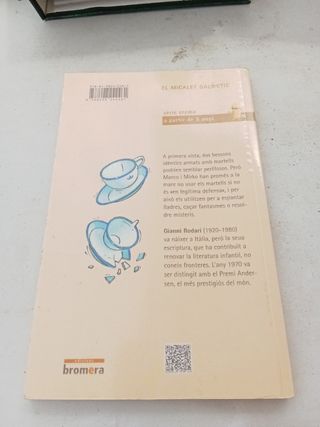 EL MICALET GALÀCTIC
a partir de 8 anys
A primera vista, dos bessons
idèntics armats amb martells
podrien semblar perillosos. Però
Marco i Mirko han promés a la
mare no usar els martells si no
és «en legítima defensa», i per
això els utilitzen per a espantar
lladres, caçar fantasmes o resol-
dre misteris.
Gianni Rodari (1920-1980)
va nàixer a Itàlia, però la seua
escriptura, que ha contribuït a
renovar la literatura infantil, no
coneix fronteres. L'any 1970 va
ser distingit amb el Premi Ander-
sen, el més prestigiós del món.
edicions
bromera